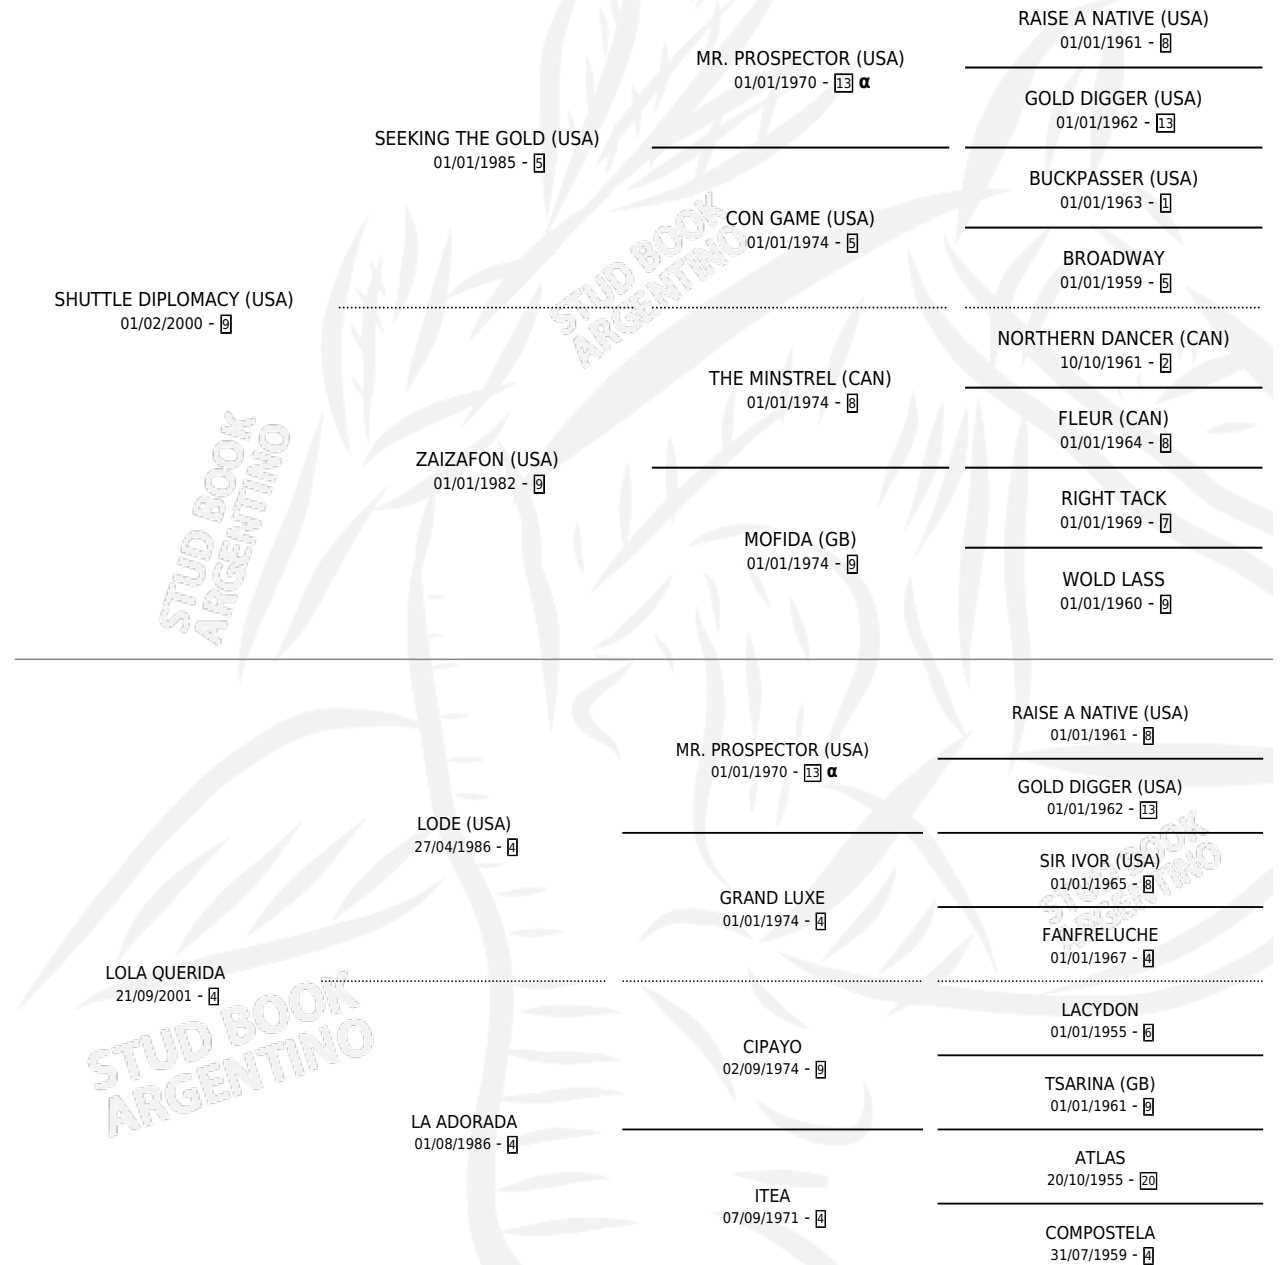 RAISE A NATIVE (USA)
01/01/1961 - 8
MR. PROSPECTOR (USA)
01/01/1970 - 13 α
GOLD DIGGER (USA)
01/01/1962 - 13
SEEKING THE GOLD (USA)
01/01/1985 - 5
BUCKPASSER (USA)
01/01/1963 - 1
CON GAME (USA)
01/01/1974 - 5
BROADWAY
01/01/1959 - 5
SHUTTLE DIPLOMACY (USA)
01/02/2000 - 9
NORTHERN DANCER (CAN)
10/10/1961 - 2
THE MINSTREL (CAN)
01/01/1974 - 8
FLEUR (CAN)
01/01/1964 - 8
ZAIZAFON (USA)
01/01/1982 - 9
RIGHT TACK
01/01/1969 - 7
MOFIDA (GB)
01/01/1974 - 9
WOLD LASS
01/01/1960 - 9
STUD BOOK
ARGENTINO
STUD BOOK
ARGENTINO
RAISE A NATIVE (USA)
01/01/1961 - 8
MR. PROSPECTOR (USA)
01/01/1970 - 13 α
GOLD DIGGER (USA)
01/01/1962 - 13
LODE (USA)
27/04/1986 - 4
SIR IVOR (USA)
01/01/1965 - 8
GRAND LUXE
01/01/1974 - 4
FANFRELUCHE
01/01/1967 - 4
LOLA QUERIDA
21/09/2001 - 4
LACYDON
01/01/1955 - 6
CIPAYO
02/09/1974 - 9
TSARINA (GB)
01/01/1961 - 9
LA ADORADA
01/08/1986 - 4
ATLAS
20/10/1955 - 20
ITEA
07/09/1971 - 4
COMPOSTELA
31/07/1959 - 4
STUD BOOK
ARGENTINO
STUD BOOK
ARGENTINO